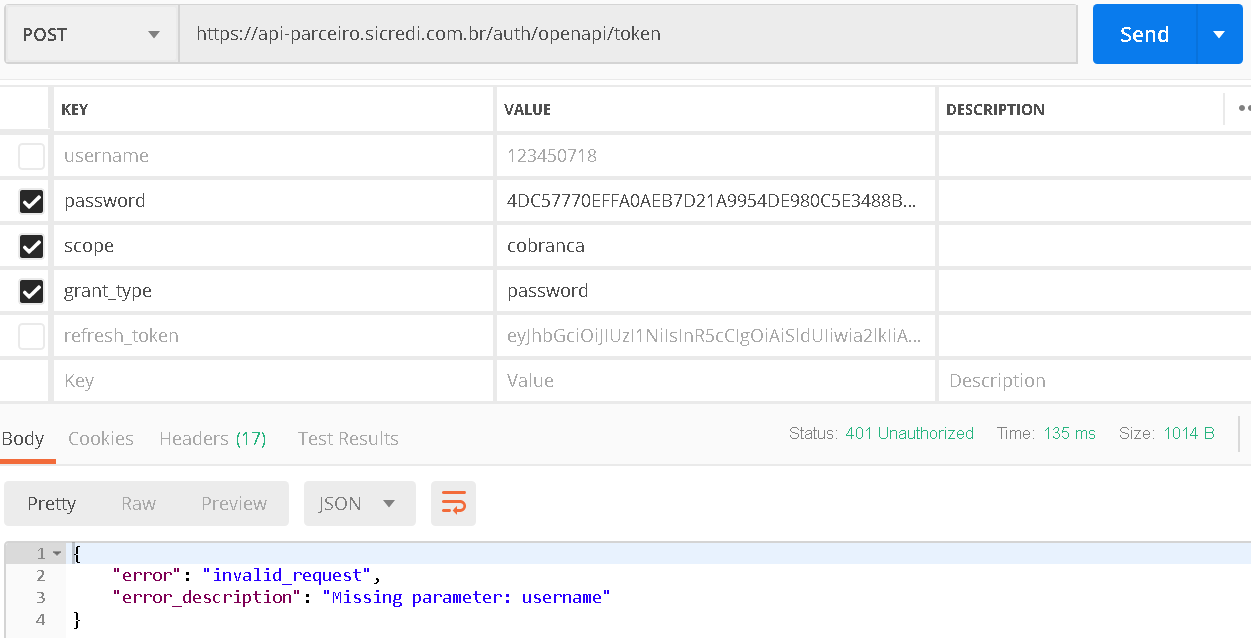 POST https://api-parceiro.sicredi.com.br/auth/openapi/token Send
KEY VALUE DESCRIPTION
username 123450718
password 4DC57770EFFA0AEB7D21A9954DE980C5E3488B...
scope cobranca
grant_type password
refresh_token eyJhbGciOiJIUzI1NiIsInR5cCIgOiAiSldUIiwia2lkIiA...
Key Value Description
Body Cookies Headers (17) Test Results Status: 401 Unauthorized Time: 135 ms Size: 1014 B
Pretty Raw Preview JSON
1 {
2 "error": "invalid_request",
3 "error_description": "Missing parameter: username"
4 }